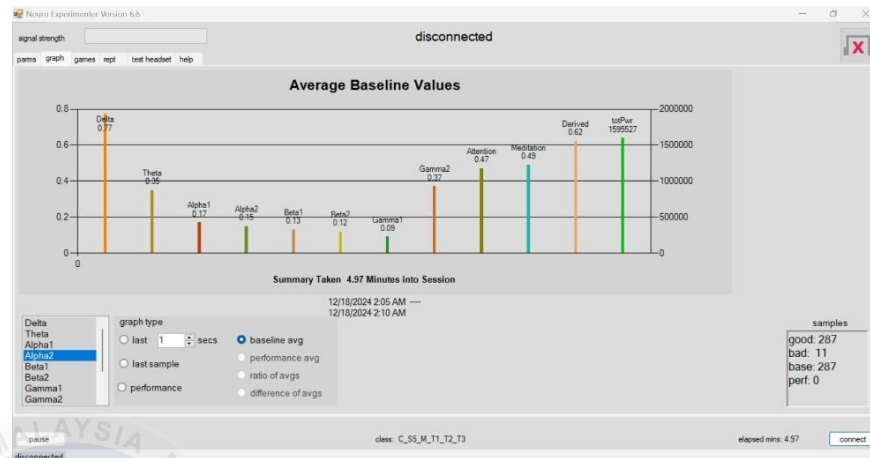 Neuro Experimenter Version 6.6
signal strength
disconnected
parms graph games rept test headset help
Average Baseline Values
0.8
0.6
0.4
0.2
0
0
2000000
1500000
1000000
500000
0
Delta
0.77
Theta
0.35
Alpha1
0.17
Alpha2
0.15
Beta1
0.13
Beta2
0.12
Gamma1
0.09
Gamma2
0.37
Attention
0.47
Meditation
0.49
Derived
0.62
totPwr
1595527
Summary Taken 4.97 Minutes into Session
12/18/2024 2:05 AM ----
12/18/2024 2:10 AM
Delta
Theta
Alpha1
Alpha2
Beta1
Beta2
Gamma1
Gamma2
graph type
last 1 secs
last sample
performance
baseline avg
performance avg
ratio of avgs
difference of avgs
samples
good: 287
bad: 11
base: 287
perf: 0
MALAYSIA
pause
class: C_S5_M_T1_T2_T3
elapsed mins: 4.97
connect
disconnected